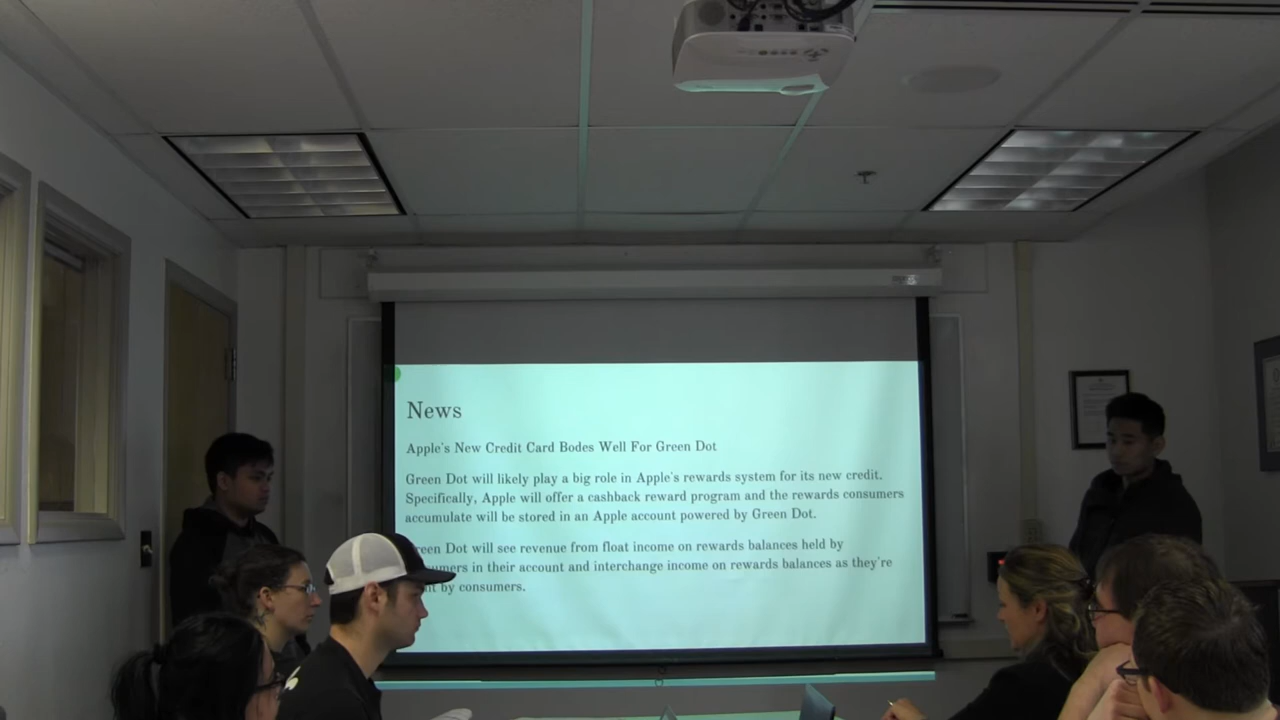 News
Apple's New Credit Card Bodes Well For Green Dot
Green Dot will likely play a big role in Apple's rewards system for its new credit.
Specifically, Apple will offer a cashback reward program and the rewards consumers
accumulate will be stored in an Apple account powered by Green Dot.
Dot will see revenue from float income on rewards balances held by
in their account and interchange income on rewards balances as they're
by consumers.